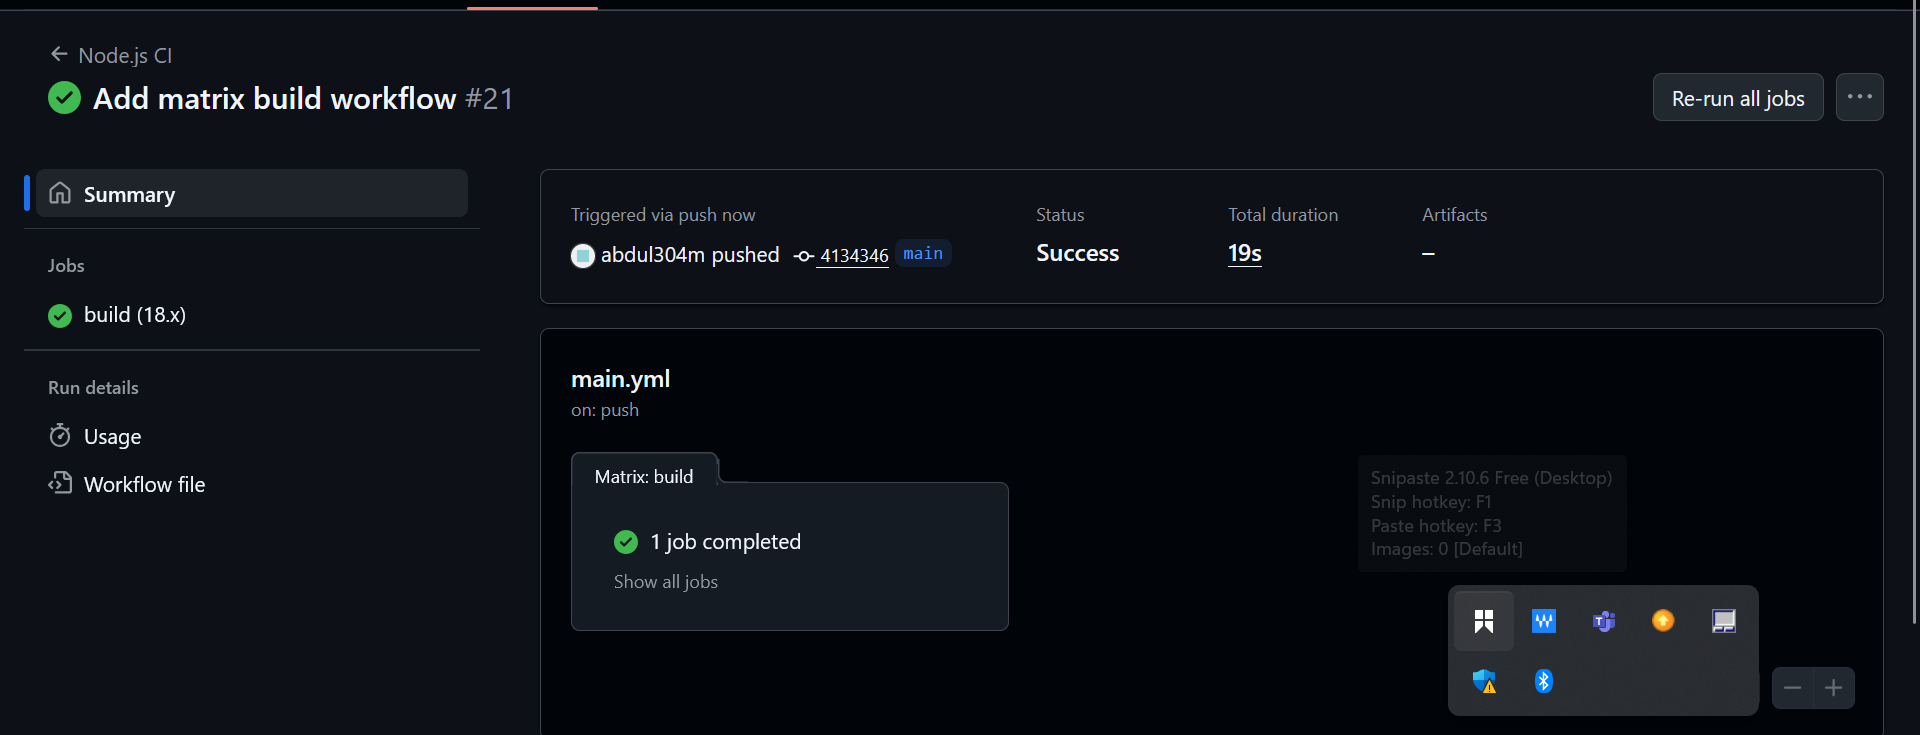 Node.js CI
Add matrix build workflow #21
Re-run all jobs
Summary
Triggered via push now
Status
Total duration
Artifacts
abdul304m pushed
4134346
main
Success
19s
–
Jobs
build (18.x)
Run details
Usage
Workflow file
main.yml
on: push
Matrix: build
1 job completed
Show all jobs
Snipaste 2.10.6 Free (Desktop)
Snip hotkey: F1
Paste hotkey: F3
Images: 0 [Default]